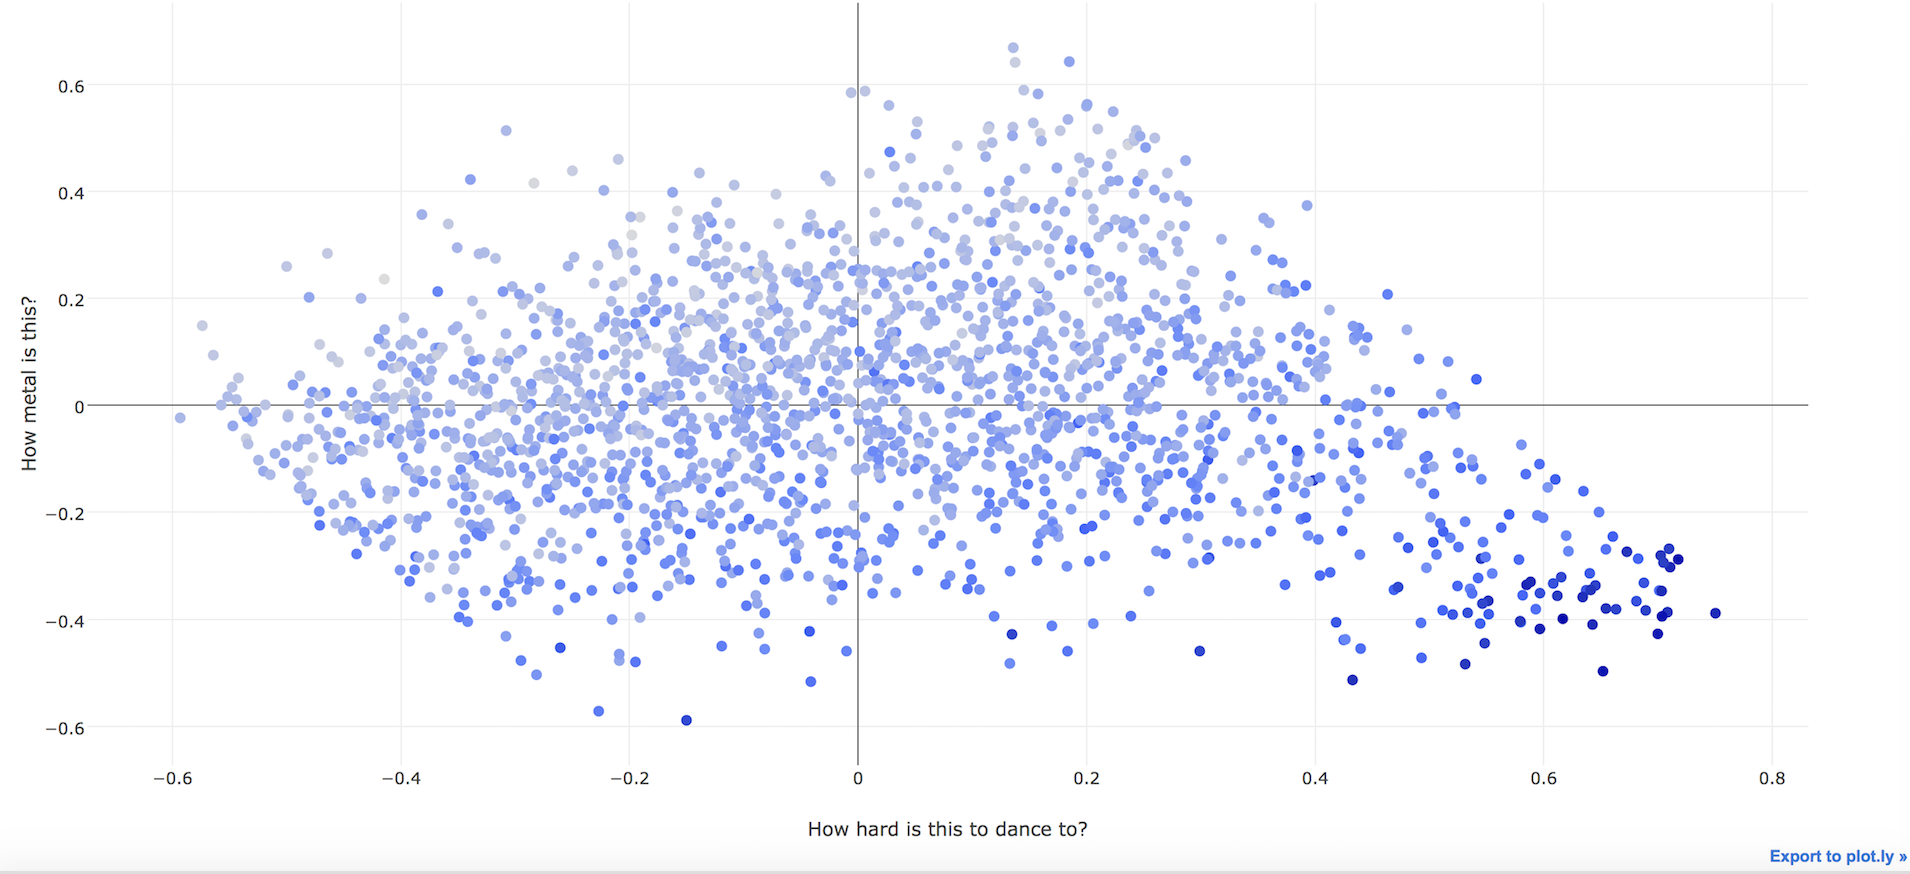 How metal is this?
0.6
0.4
0.2
0
−0.2
−0.4
−0.6
−0.6 −0.4 −0.2 0 0.2 0.4 0.6 0.8
How hard is this to dance to?
Export to plot.ly »